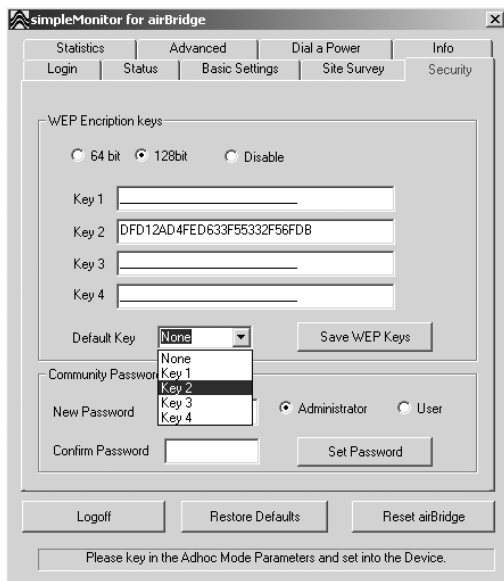 simpleMonitor for airBridge
Statistics Advanced Dial a Power Info
Login Status Basic Settings Site Survey Security
WEP Encription keys
64 bit 128bit Disable
Key 1
Key 2 DFD12AD4FED633F55332F56FDB
Key 3
Key 4
Default Key None Save WEP Keys
None
Key 1
Key 2
Key 3
Key 4
Community Passwor
New Password Administrator User
Confirm Password Set Password
Logoff Restore Defaults Reset airBridge
Please key in the Adhoc Mode Parameters and set into the Device.